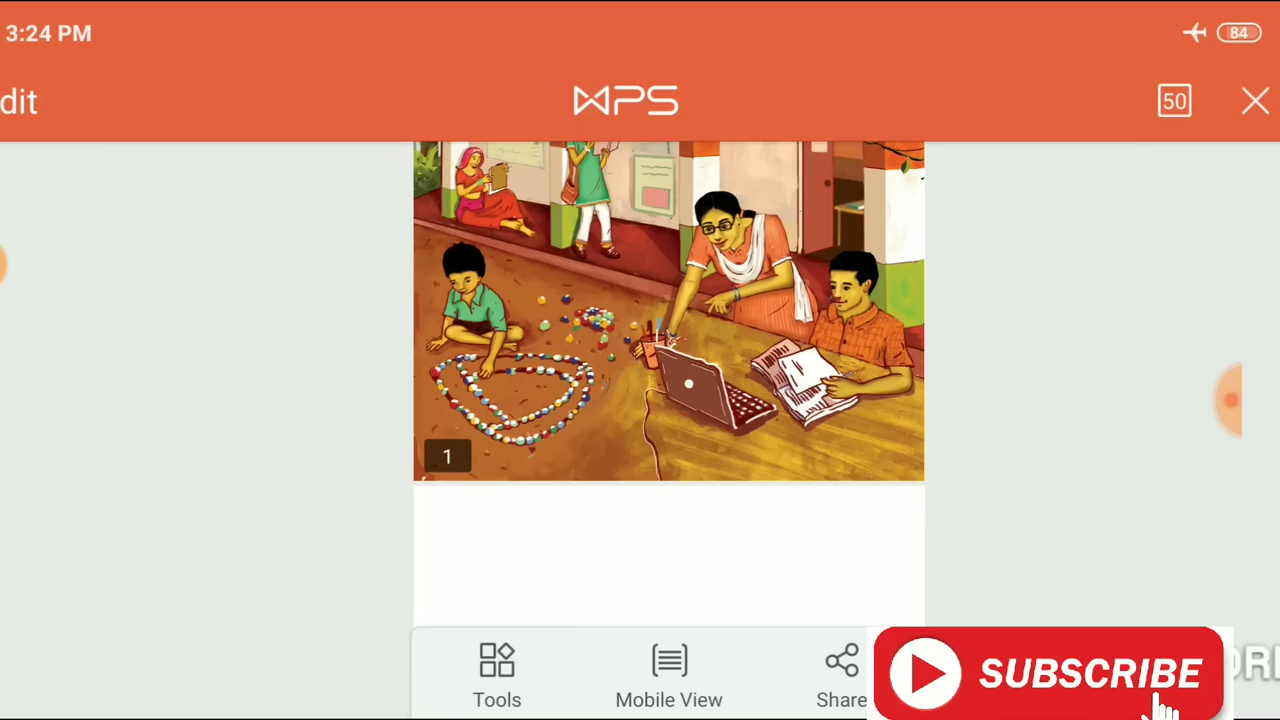 3:24 PM
84
dit
WPS
50
1
Tools
Mobile View
Share
SUBSCRIBE